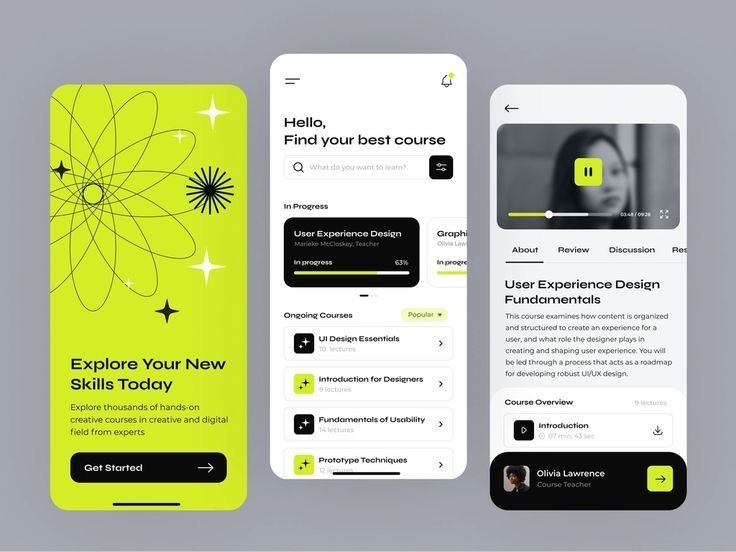 Explore Your New
Skills Today
Explore thousands of hands-on
creative courses in creative and digital
field from experts
Get Started
Hello,
Find your best course
What do you want to learn?
In Progress
User Experience Design
Marieke McCloskey, Teacher
In progress
63%
Graphi
Olivia Law
In progre
Ongoing Courses
Popular
UI Design Essentials
10 lectures
Introduction for Designers
9 lectures
Fundamentals of Usability
14 lectures
Prototype Techniques
12 lectures
03:48 / 09:28
About
Review
Discussion
Res
User Experience Design
Fundamentals
This course examines how content is organized
and structured to create an experience for a
user, and what role the designer plays in
creating and shaping user experience. You will
be led through a process that acts as a roadmap
for developing robust UI/UX design.
Course Overview
9 lectures
Introduction
07 min, 43 sec
Olivia Lawrence
Course Teacher